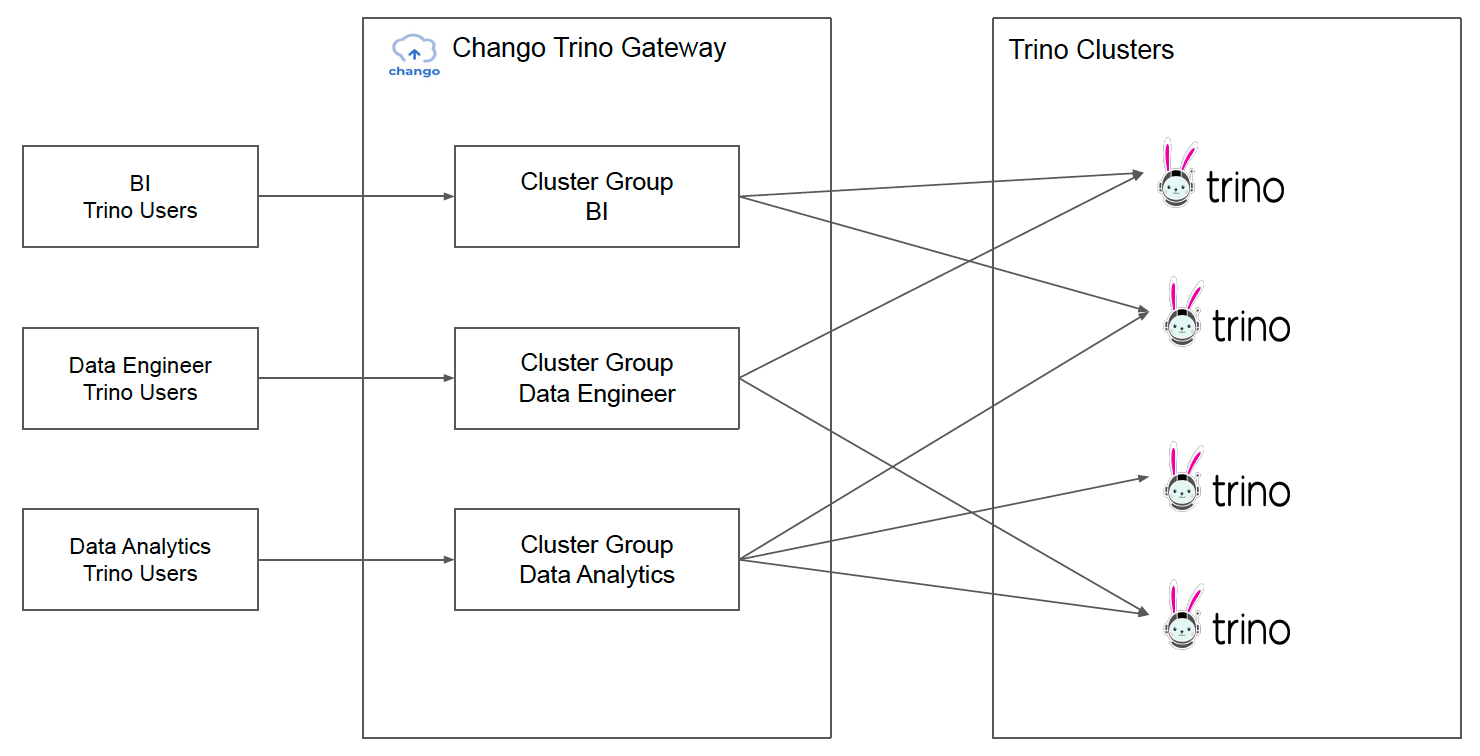 chango
Chango Trino Gateway
Trino Clusters
BI
Trino Users
Cluster Group
BI
trino
trino
Data Engineer
Trino Users
Cluster Group
Data Engineer
trino
Data Analytics
Trino Users
Cluster Group
Data Analytics
trino